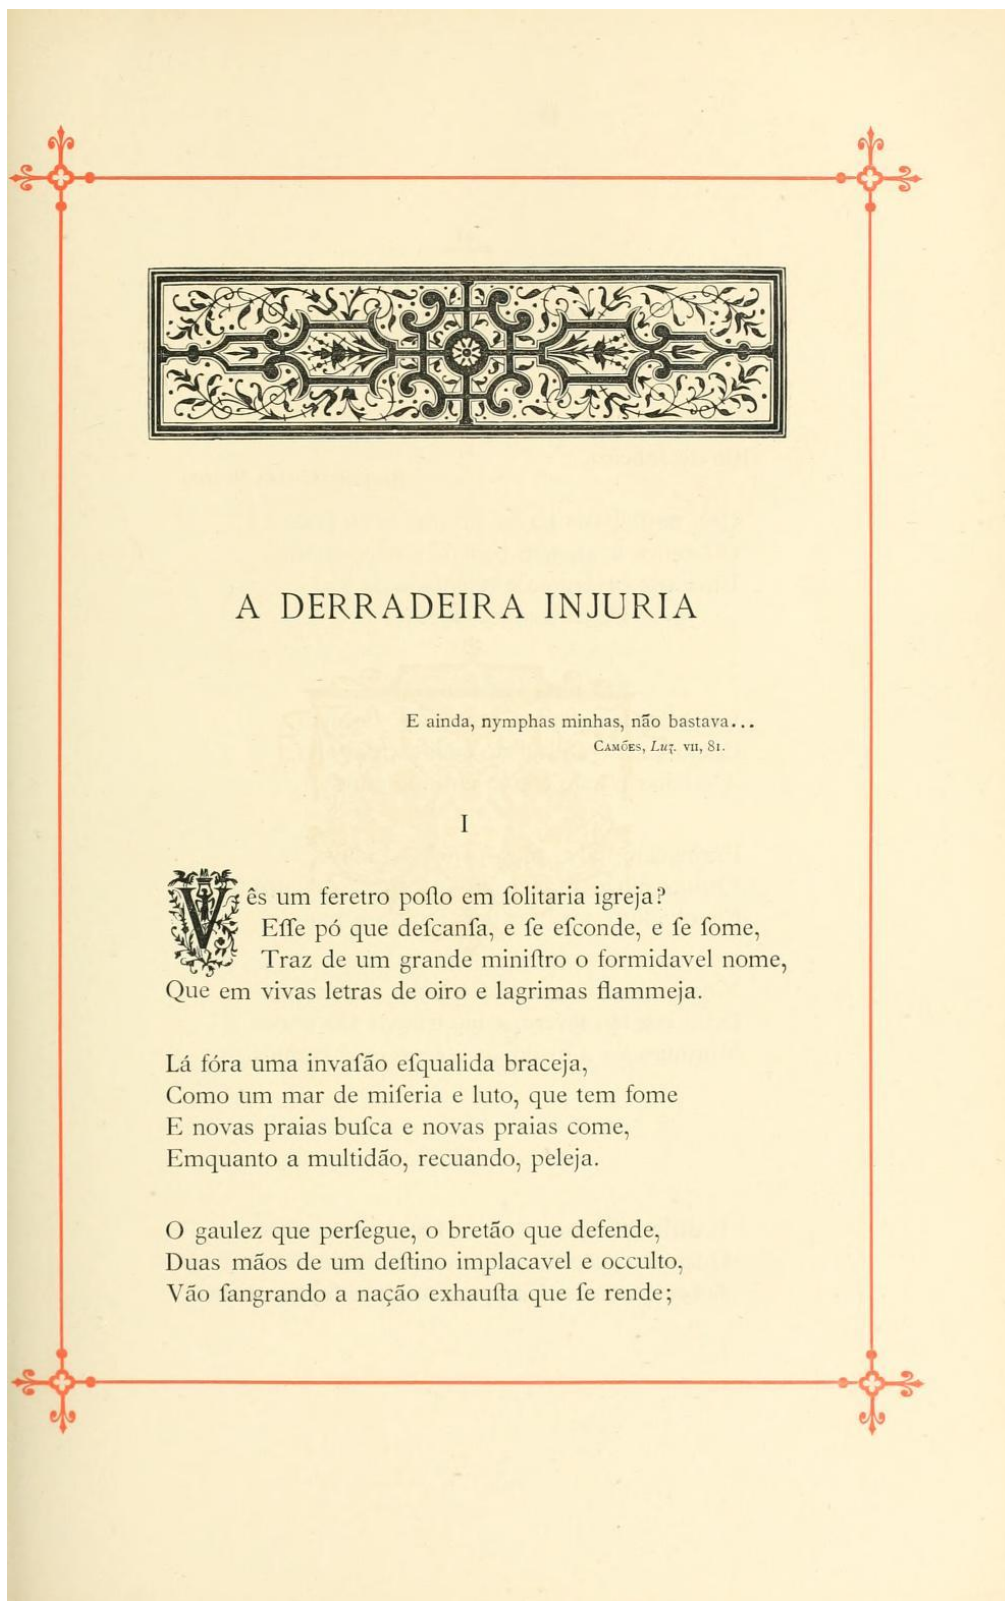 A DERRADEIRA INJURIA
E ainda, nymphas minhas, não bastava...
CAMÕES, Luz. VII, 81.
I
Vês um feretro poſto em ſolitaria igreja?
Eſſe pó que deſcanſa, e ſe eſconde, e ſe ſome,
Traz de um grande miniſtro o formidavel nome,
Que em vivas letras de oiro e lagrimas flammeja.
Lá fóra uma invaſão eſqualida braceja,
Como um mar de miſeria e luto, que tem fome
E novas praias buſca e novas praias come,
Emquanto a multidão, recuando, peleja.
O gaulez que perſegue, o bretão que defende,
Duas mãos de um deſtino implacavel e occulto,
Vão ſangrando a nação exhauſta que ſe rende;